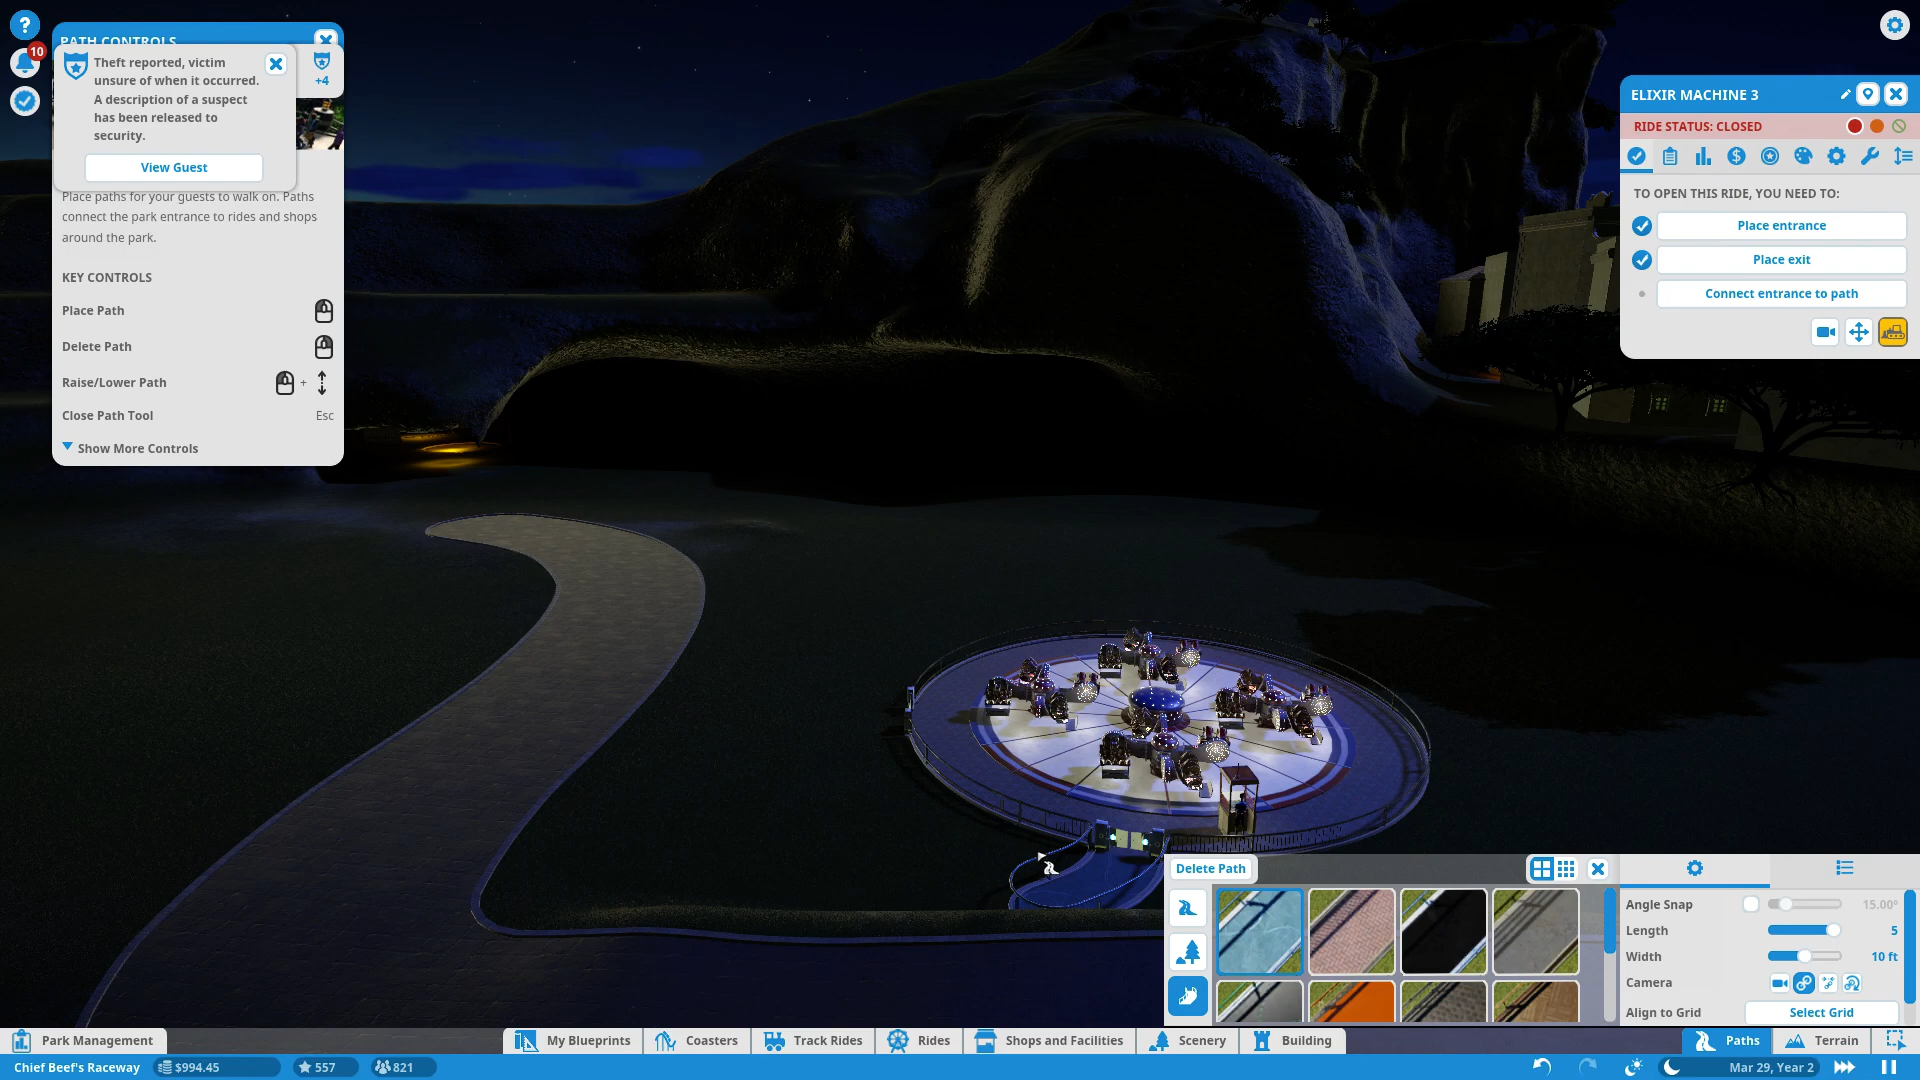 ?
PATH CONTROLS
10
Theft reported, victim
unsure of when it occurred.
A description of a suspect
has been released to
security.
+4
View Guest
Place paths for your guests to walk on. Paths
connect the park entrance to rides and shops
around the park.
KEY CONTROLS
Place Path
Delete Path
Raise/Lower Path +
Close Path Tool Esc
Show More Controls
ELIXIR MACHINE 3
RIDE STATUS: CLOSED
TO OPEN THIS RIDE, YOU NEED TO:
Place entrance
Place exit
Connect entrance to path
Delete Path
Angle Snap 15.00°
Length 5
Width 10 ft
Camera
Align to Grid Select Grid
Park Management
My Blueprints
Coasters
Track Rides
Rides
Shops and Facilities
Scenery
Building
Paths
Terrain
Chief Beef's Raceway
$994.45
557
821
Mar 29, Year 2